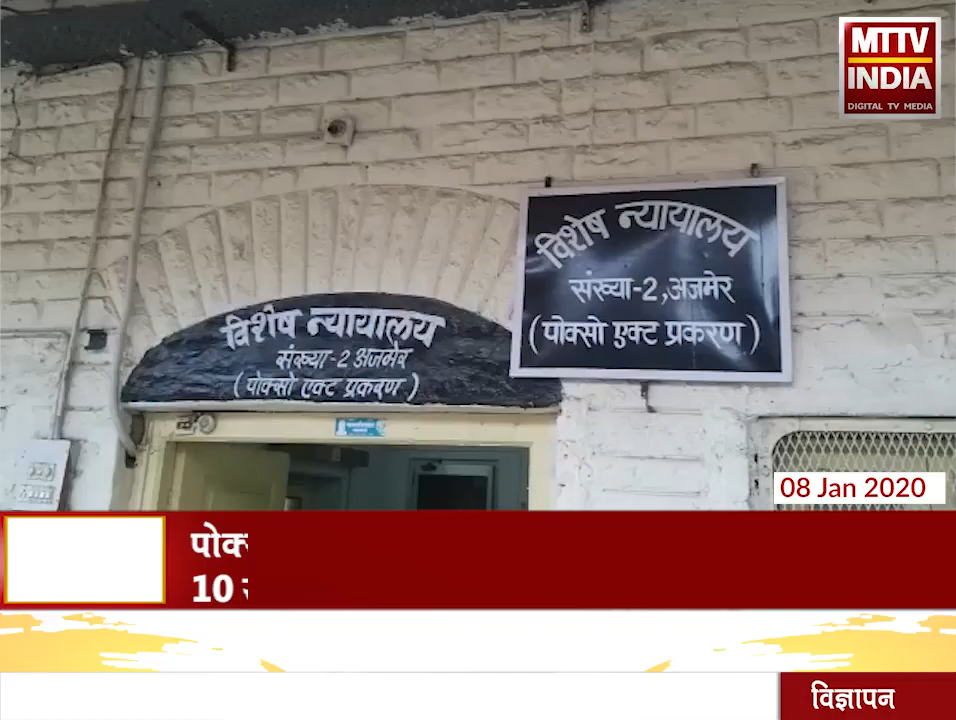 MTTV
INDIA
DIGITAL TV MEDIA
विशेष न्यायालय
संख्या-2,अजमेर
(पोक्सो एक्ट प्रकरण)
विशेष न्यायालय
संख्या-2 अजमेर
(पोक्सो एक्ट प्रकरण)
08 Jan 2020
10
विज्ञापन